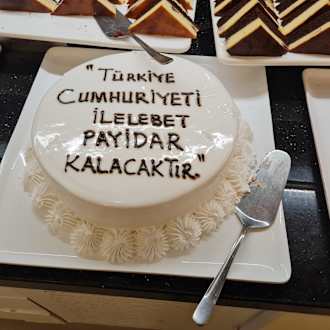 "TÜRKİYE
CUMHURİYETİ
İLELEBET
PAYİDAR
KALACAKTIR."